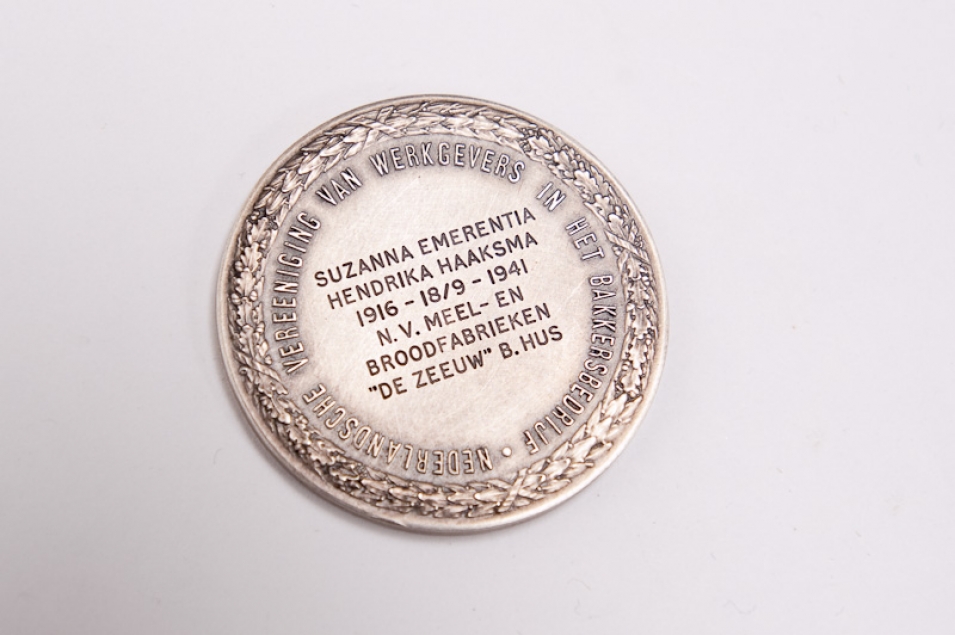 NEDERLANDSCHE VEREENIGING VAN WERKGEVERS IN HET BAKKERSBEDRIJF •
SUZANNA EMERENTIA
HENDRIKA HAAKSMA
1916 - 18/9 - 1941
N.V. MEEL- EN
BROODFABRIEKEN
"DE ZEEUW" B. HUS